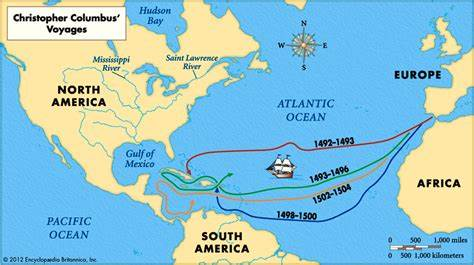 Christopher Columbus'
Voyages
Hudson
Bay
Mississippi
River
Saint Lawrence
River
NORTH
AMERICA
EUROPE
ATLANTIC
OCEAN
Gulf of
Mexico
1492–1493
1493–1496
1502–1504
1498–1500
AFRICA
PACIFIC
OCEAN
SOUTH
AMERICA
0 500 1,000 miles
0 1,000 km
© 2012 Encyclopædia Britannica, Inc.